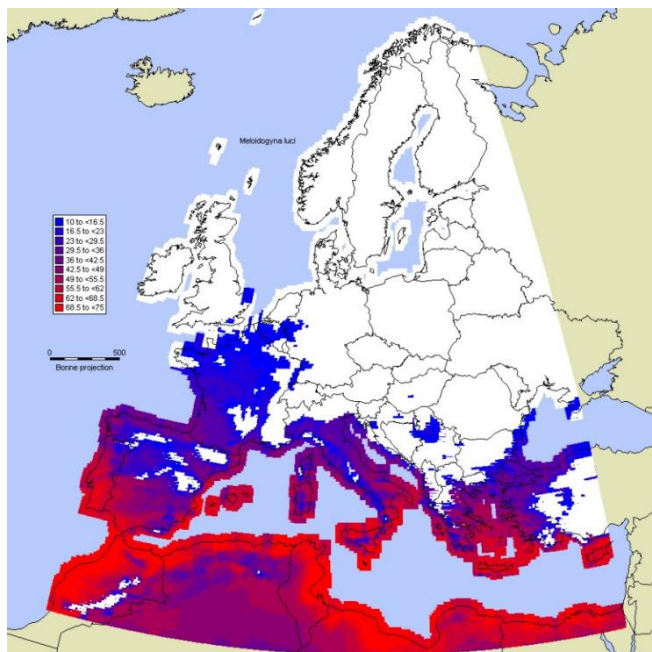 Meloidogyna luci
10 to <16.5
16.5 to <23
23 to <29.5
29.5 to <36
36 to <42.5
42.5 to <49
49 to <55.5
55.5 to <62
62 to <68.5
68.5 to <75
0 500
Bonne projection